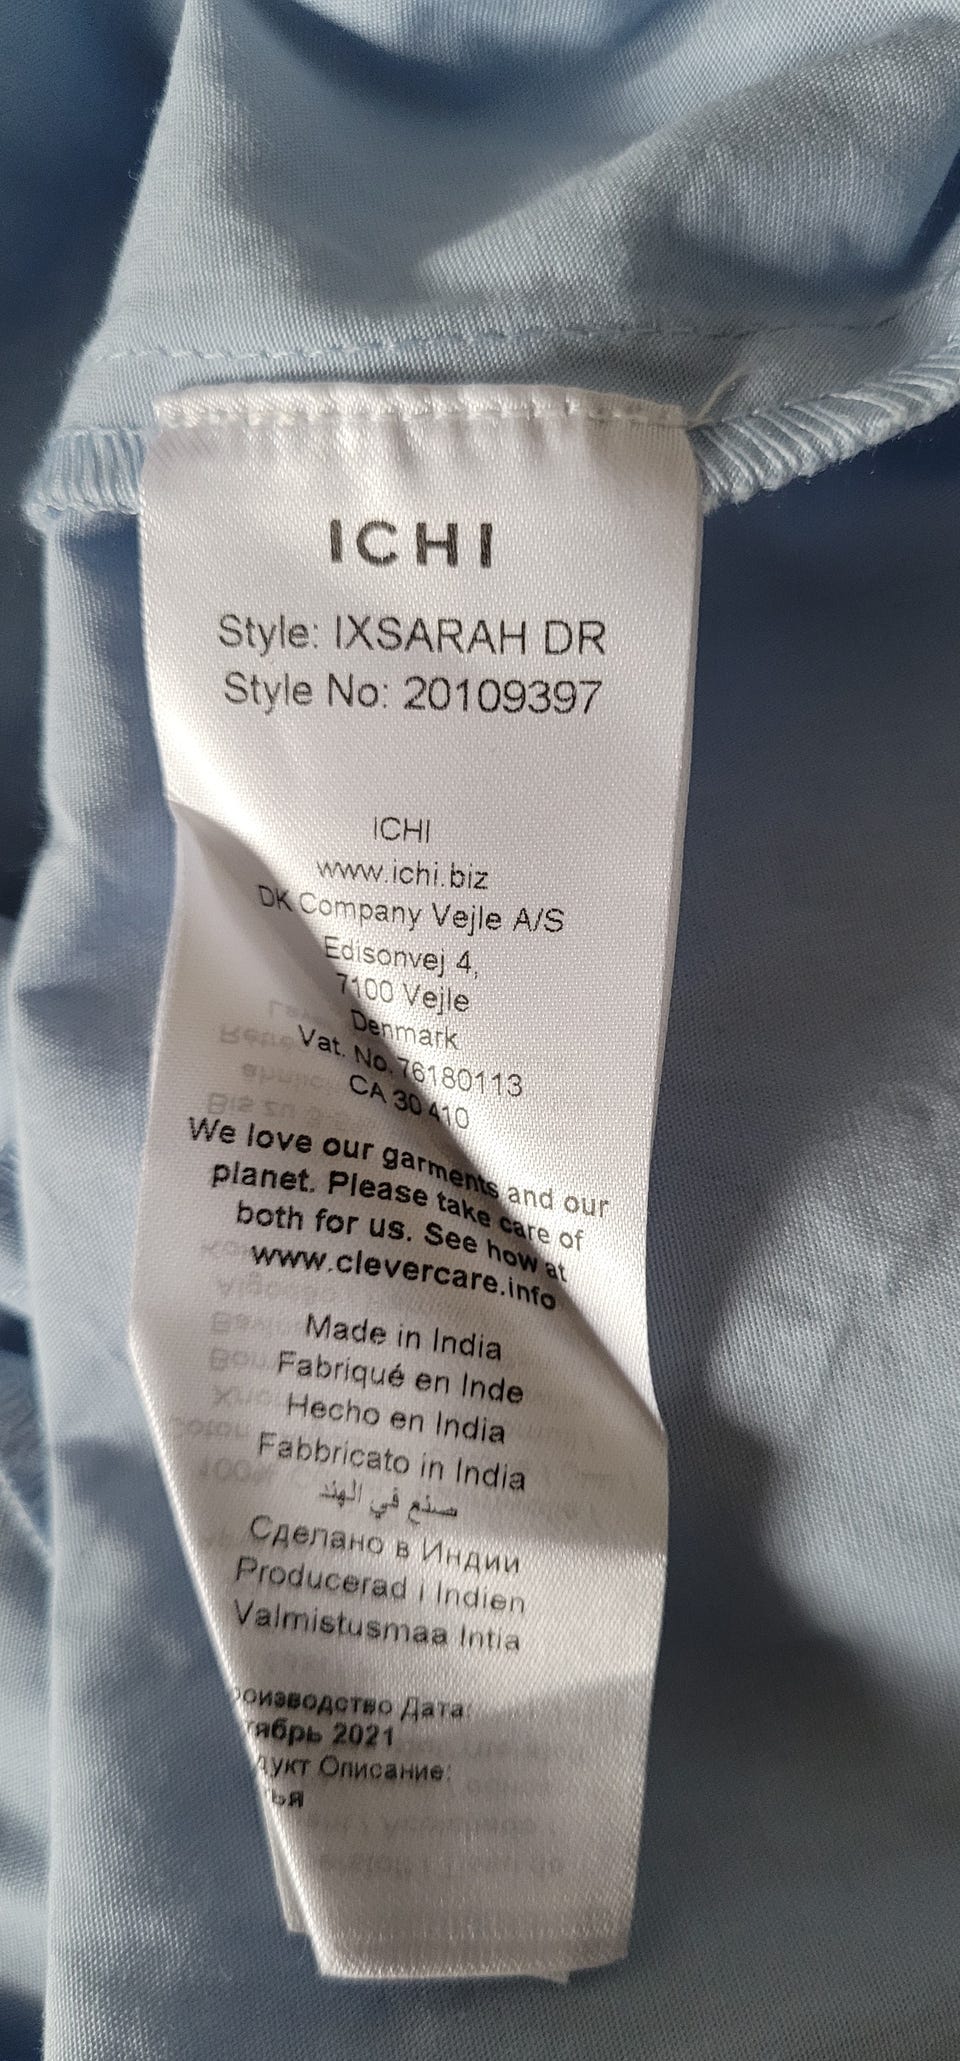 ICHI
Style: IXSARAH DR
Style No: 20109397
ICHI
www.ichi.biz
DK Company Vejle A/S
Edisonvej 4,
7100 Vejle
Denmark
Vat. No. 76180113
CA 30 410
We love our garments and our
planet. Please take care of
both for us. See how at
www.clevercare.info
Made in India
Fabriqué en Inde
Hecho en India
Fabbricato in India
صنع في الهند
Сделано в Индии
Producerad i Indien
Valmistusmaa Intia
Дата:
2021
Описание: